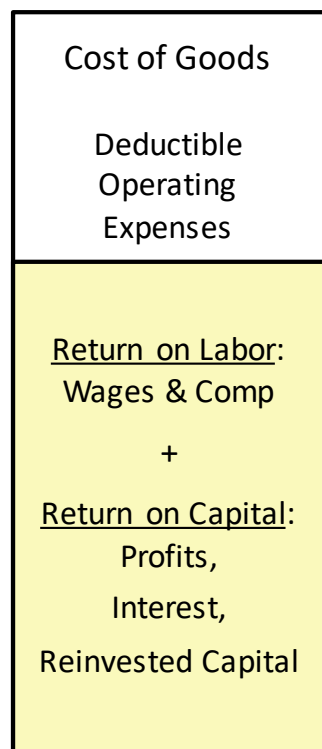 Cost of Goods
Deductible
Operating
Expenses
Return on Labor:
Wages & Comp
+
Return on Capital:
Profits,
Interest,
Reinvested Capital